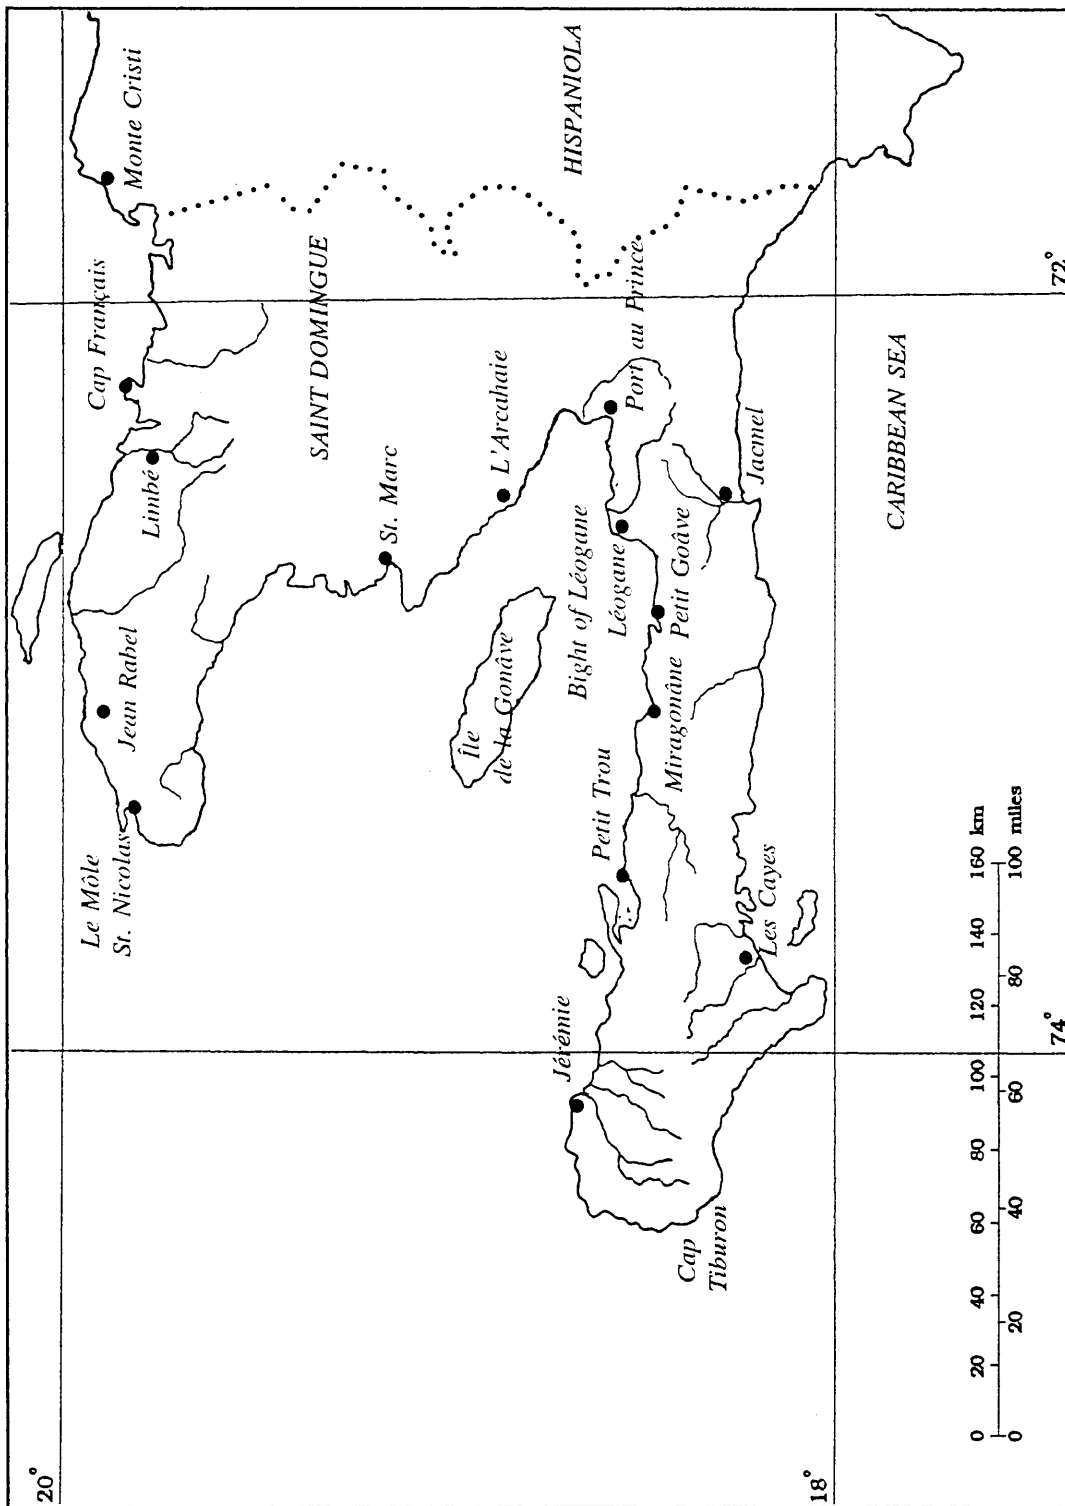 20°
18°
Monte Cristi
Cap Français
Limbé
Jean Rabel
Le Môle
St. Nicolas
HISPANIOLA
SAINT DOMINGUE
St. Marc
L'Arcahaie
Port au Prince
Île
de la Gonâve
Bight of Léogane
Léogane
Petit Goâve
Miragoâne
Petit Trou
Jérémie
Jacmel
Les Cayes
Cap
Tiburon
CARIBBEAN SEA
0 20 40 60 80 100 120 140 160 km
0 20 40 60 80 100 miles
74°
72°